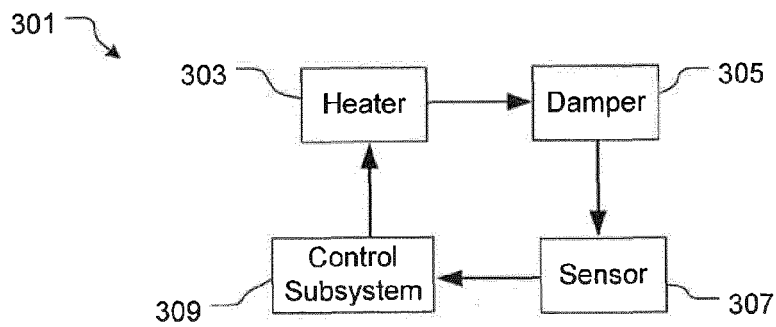 301
303
Heater
Damper
305
309
Control
Subsystem
Sensor
307